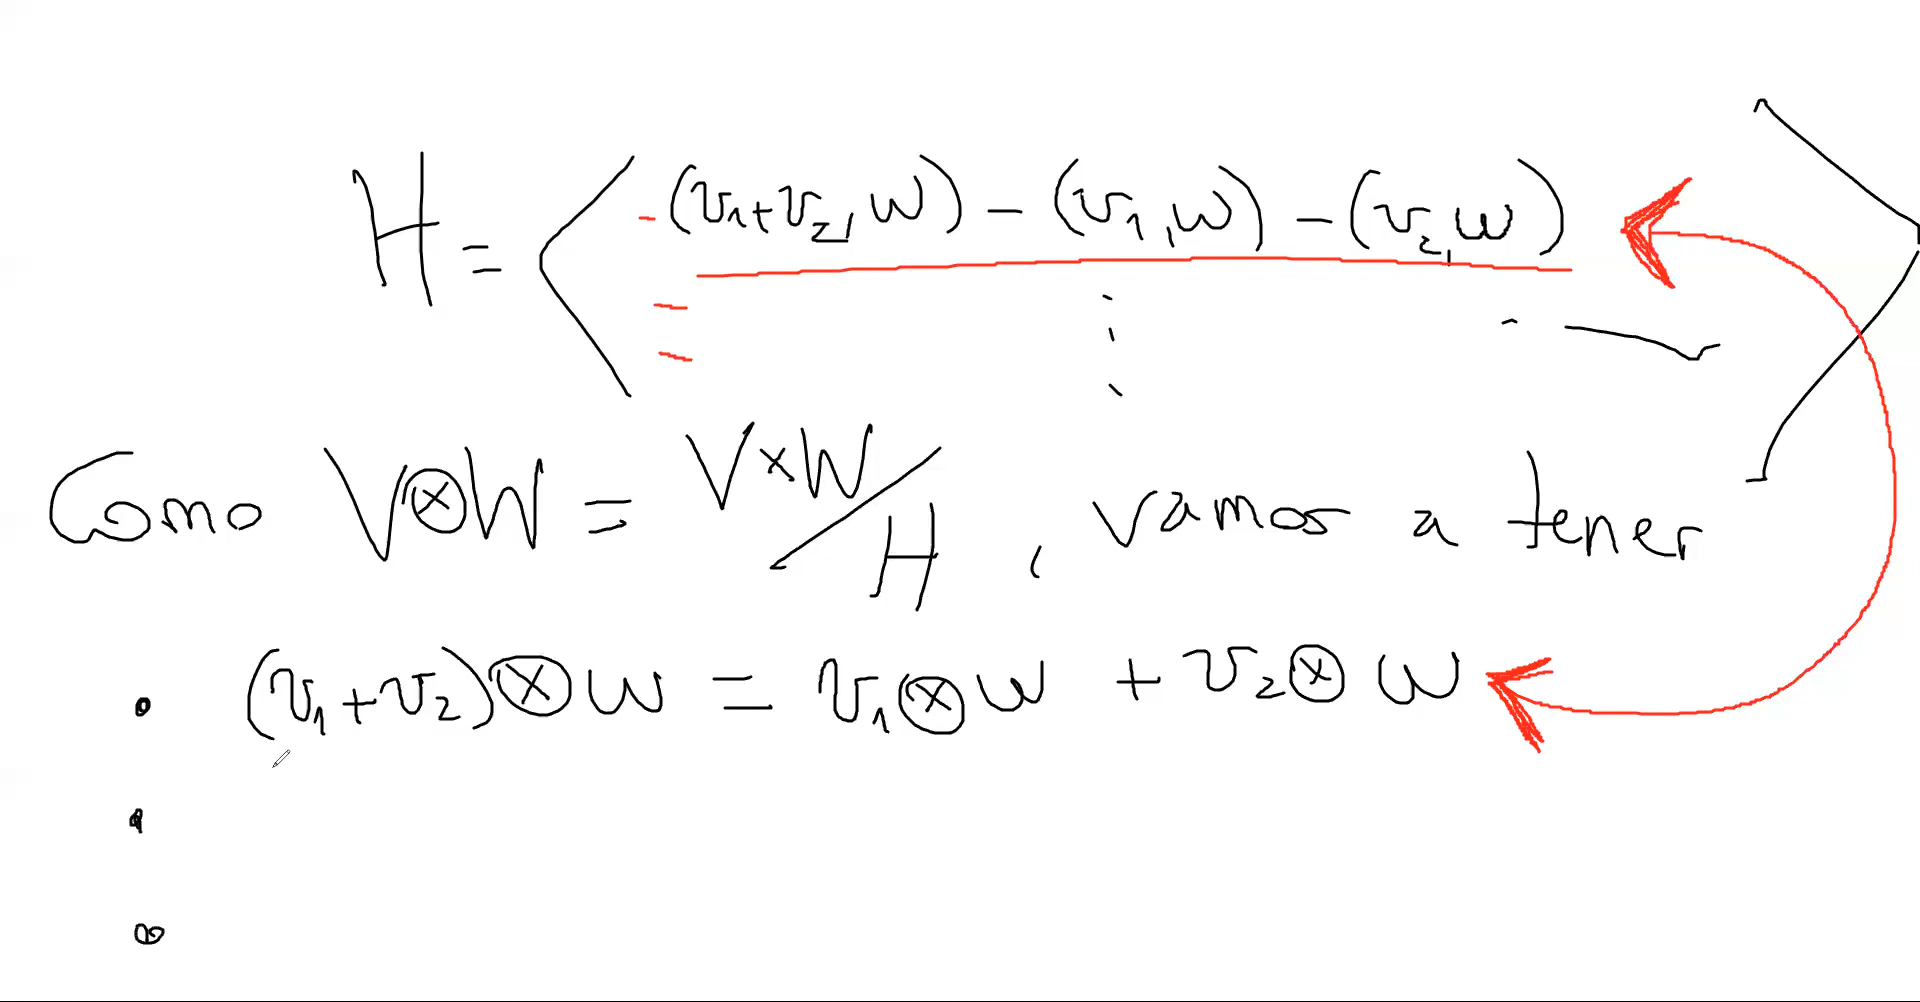 H = ⟨ - (v₁+v₂, w) - (v₁, w) - (v₂, w)
- ⋮
- ⟩
Como V⊗W = V×W / H , vamos a tener
• (v₁+v₂)⊗w = v₁⊗w + v₂⊗w
•
•